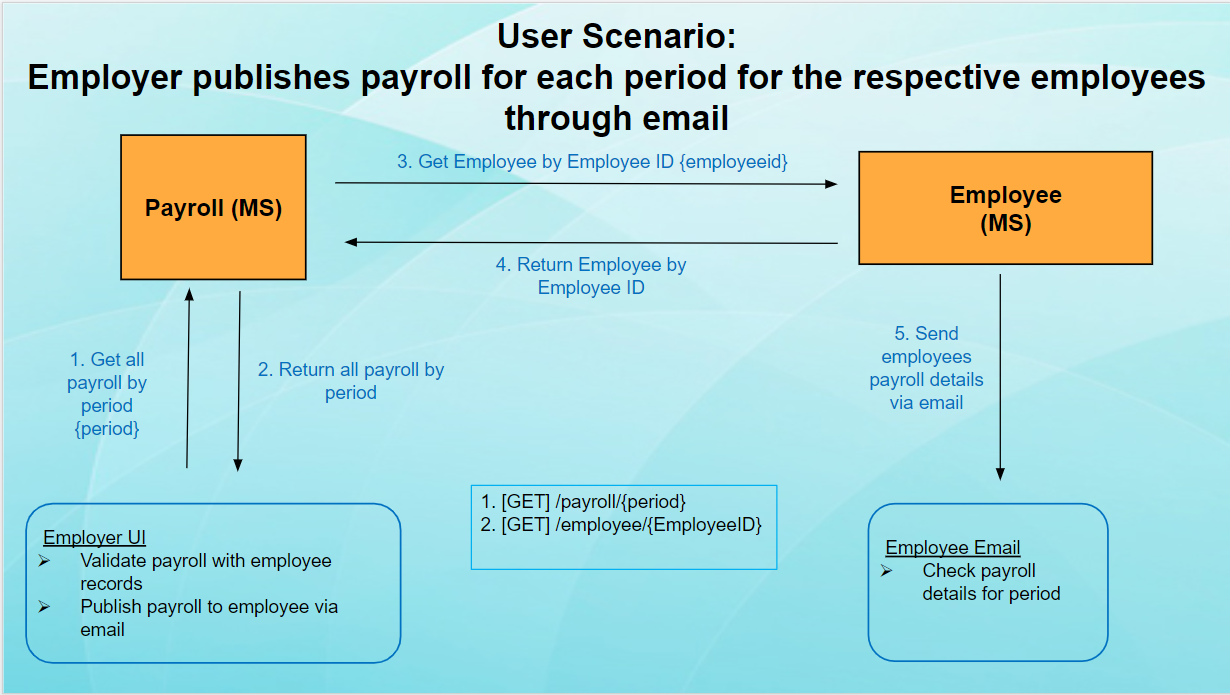 User Scenario:
Employer publishes payroll for each period for the respective employees
through email
Payroll (MS)
3. Get Employee by Employee ID {employeeid}
Employee
(MS)
4. Return Employee by
Employee ID
1. Get all
payroll by
period
{period}
2. Return all payroll by
period
5. Send
employees
payroll details
via email
Employer UI
➢ Validate payroll with employee
records
➢ Publish payroll to employee via
email
1. [GET] /payroll/{period}
2. [GET] /employee/{EmployeeID}
Employee Email
➢ Check payroll
details for period